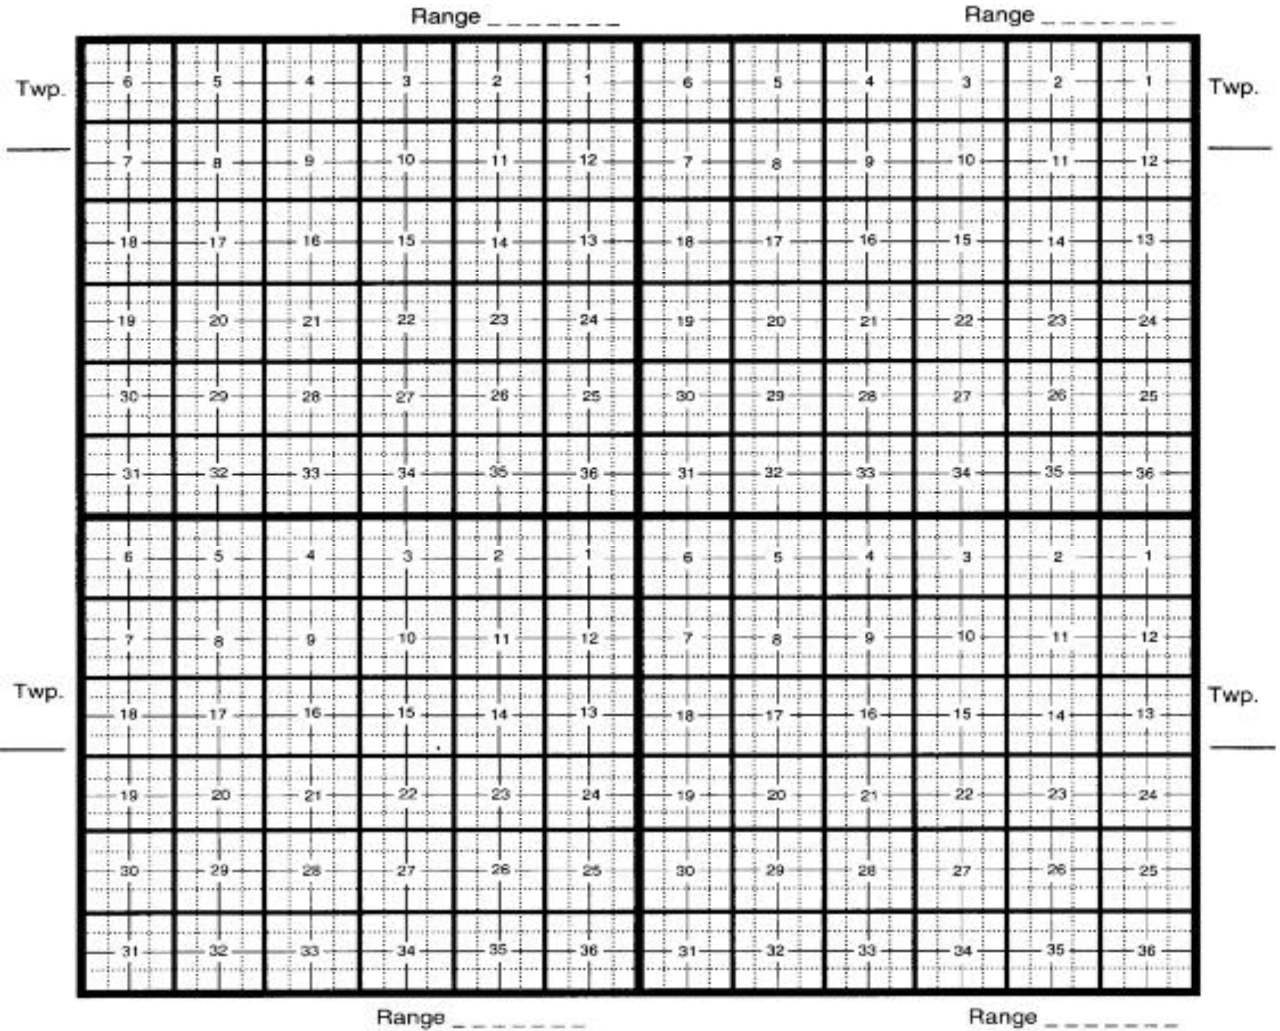 Range _ _ _ _ _ _ _ Range _ _ _ _ _ _ _
Twp. 6 5 4 3 2 1 6 5 4 3 2 1 Twp.
7 8 9 10 11 12 7 8 9 10 11 12
18 17 16 15 14 13 18 17 16 15 14 13
19 20 21 22 23 24 19 20 21 22 23 24
30 29 28 27 26 25 30 29 28 27 26 25
31 32 33 34 35 36 31 32 33 34 35 36
6 5 4 3 2 1 6 5 4 3 2 1
7 8 9 10 11 12 7 8 9 10 11 12
Twp. 18 17 16 15 14 13 18 17 16 15 14 13 Twp.
19 20 21 22 23 24 19 20 21 22 23 24
30 29 28 27 26 25 30 29 28 27 26 25
31 32 33 34 35 36 31 32 33 34 35 36
Range _ _ _ _ _ _ _ Range _ _ _ _ _ _ _